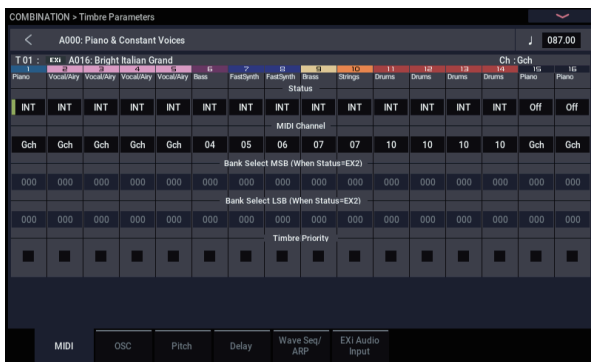 COMBINATION > Timbre Parameters
A000: Piano & Constant Voices ♩ 087.00
T01 : EXi A016: Bright Italian Grand Ch :Gch
1 2 3 4 5 6 7 8 9 10 11 12 13 14 15 16
Piano Vocal/Airy Vocal/Airy Vocal/Airy Vocal/Airy Bass FastSynth FastSynth Brass Strings Drums Drums Drums Drums Piano Piano
Status
INT INT INT INT INT INT INT INT INT INT INT INT INT INT Off Off
MIDI Channel
Gch Gch Gch Gch Gch 04 05 06 07 07 10 10 10 10 Gch Gch
Bank Select MSB (When Status=EX2)
000 000 000 000 000 000 000 000 000 000 000 000 000 000 000 000
Bank Select LSB (When Status=EX2)
000 000 000 000 000 000 000 000 000 000 000 000 000 000 000 000
Timbre Priority
MIDI OSC Pitch Delay Wave Seq/ EXi Audio
ARP Input